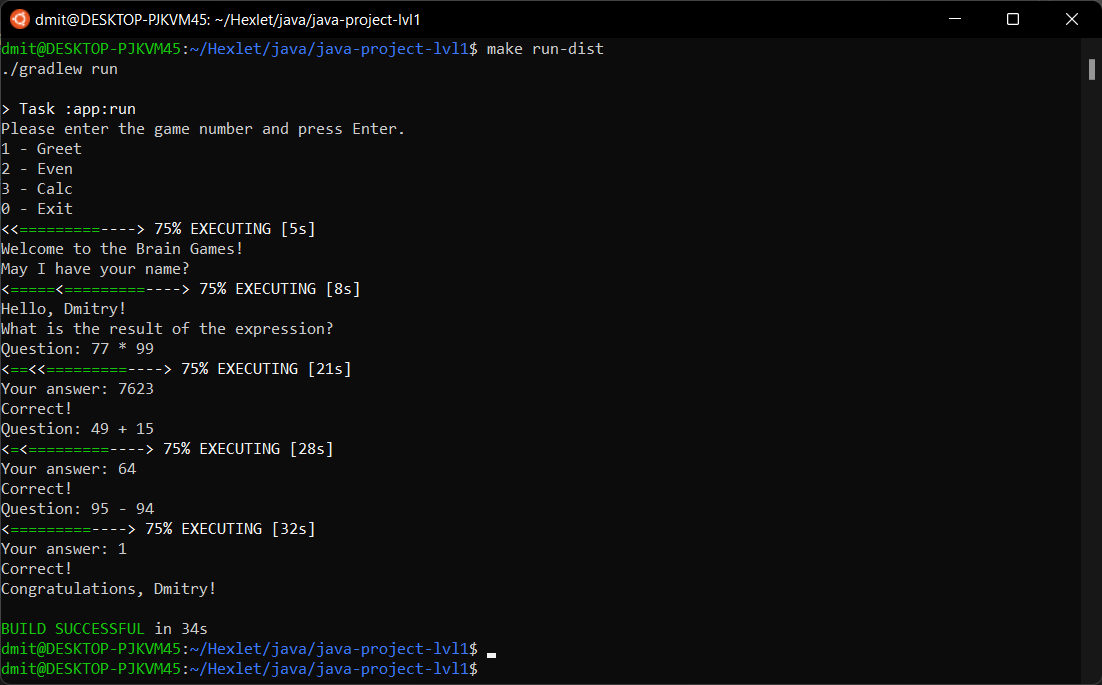 dmit@DESKTOP-PJKVM45: ~/Hexlet/java/java-project-lvl1
dmit@DESKTOP-PJKVM45:~/Hexlet/java/java-project-lvl1$ make run-dist
./gradlew run
> Task :app:run
Please enter the game number and press Enter.
1 - Greet
2 - Even
3 - Calc
0 - Exit
<<=========----> 75% EXECUTING [5s]
Welcome to the Brain Games!
May I have your name?
<=====<=========----> 75% EXECUTING [8s]
Hello, Dmitry!
What is the result of the expression?
Question: 77 * 99
<==<<=========----> 75% EXECUTING [21s]
Your answer: 7623
Correct!
Question: 49 + 15
<=<=========----> 75% EXECUTING [28s]
Your answer: 64
Correct!
Question: 95 - 94
<=========----> 75% EXECUTING [32s]
Your answer: 1
Correct!
Congratulations, Dmitry!
BUILD SUCCESSFUL in 34s
dmit@DESKTOP-PJKVM45:~/Hexlet/java/java-project-lvl1$
dmit@DESKTOP-PJKVM45:~/Hexlet/java/java-project-lvl1$